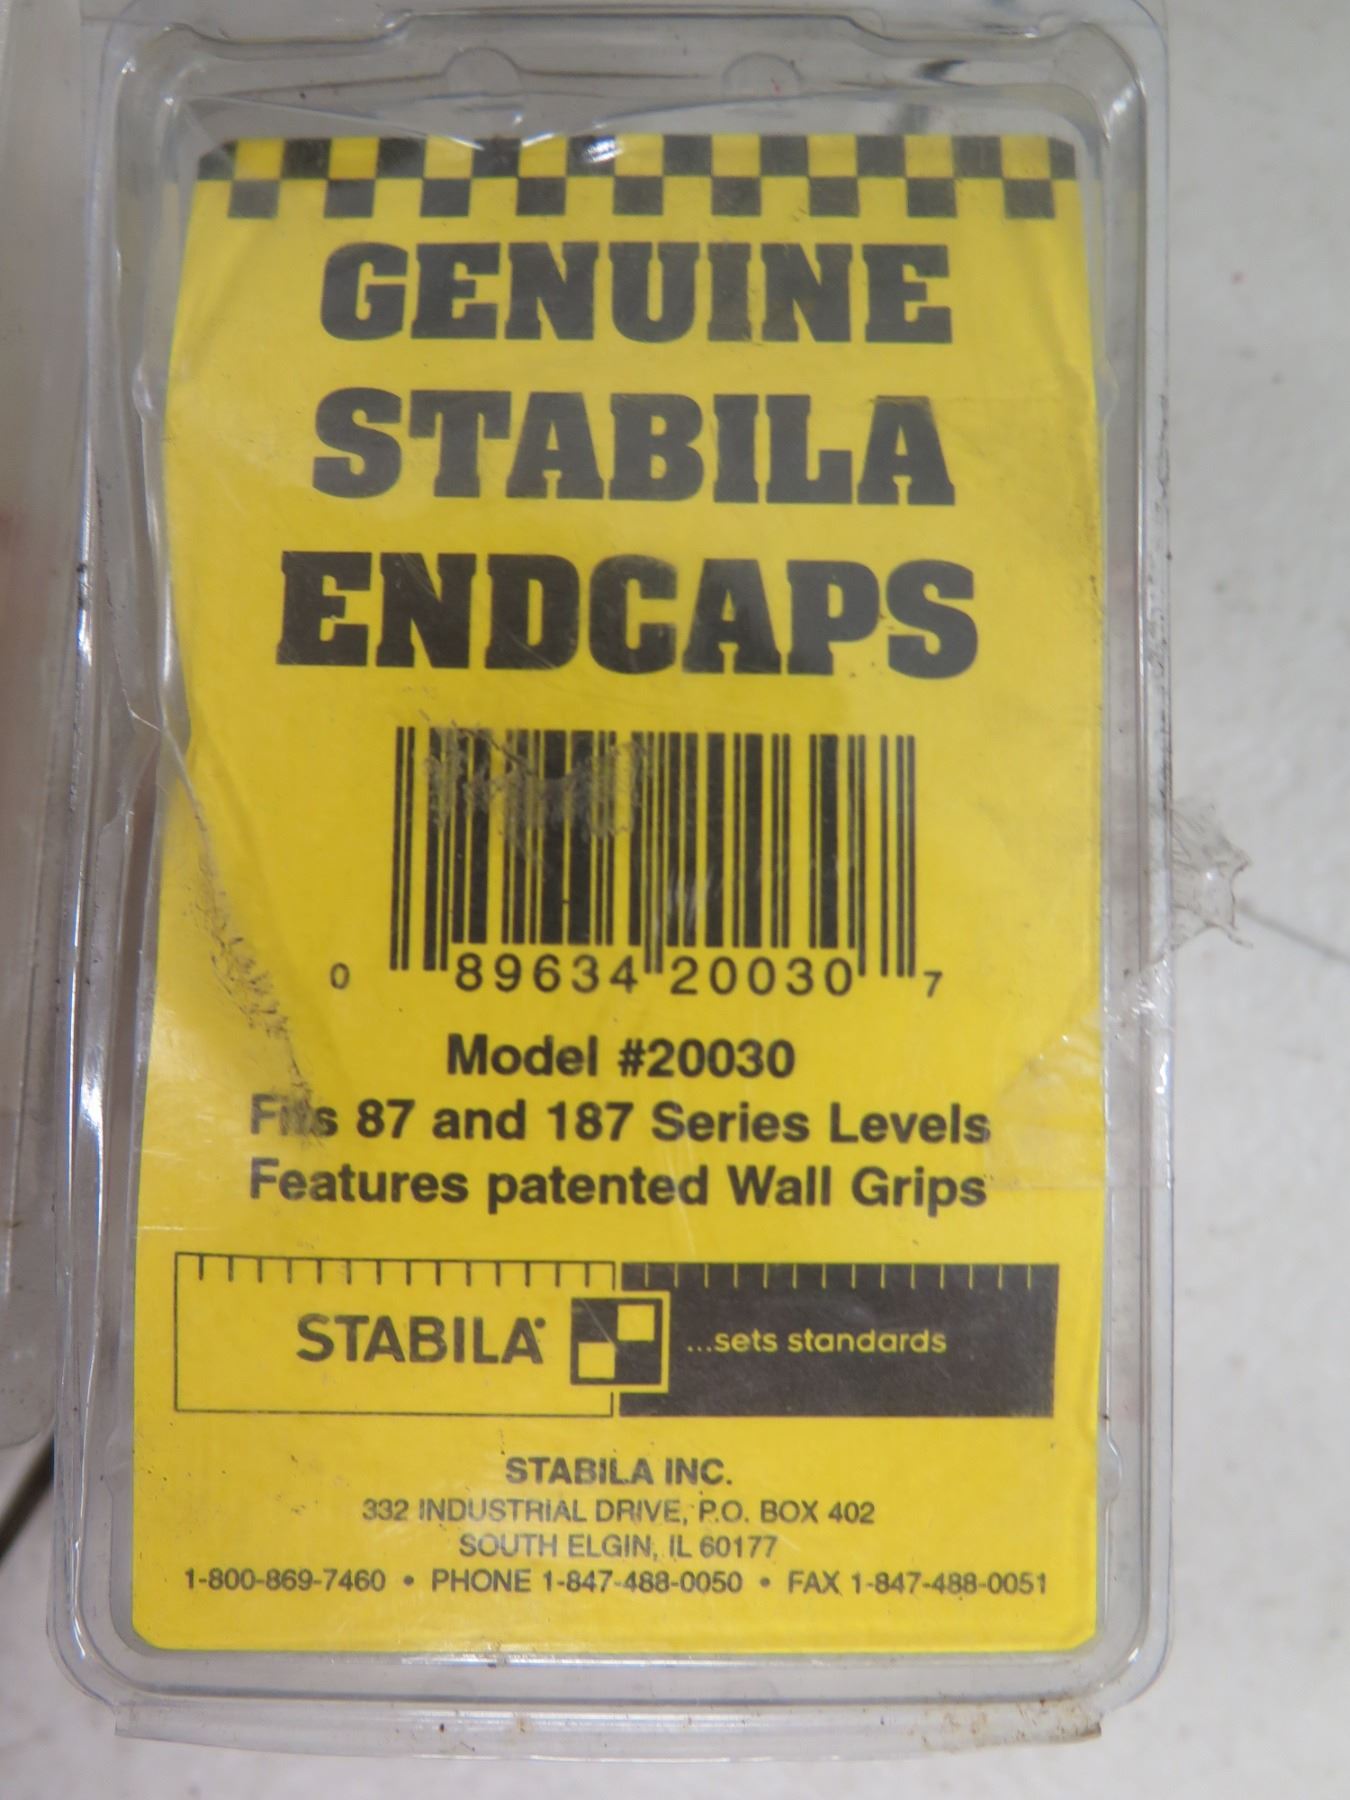 GENUINE
STABILA
ENDCAPS
0 89634 20030 7
Model #20030
Fits 87 and 187 Series Levels
Features patented Wall Grips
STABILA ...sets standards
STABILA INC.
332 INDUSTRIAL DRIVE, P.O. BOX 402
SOUTH ELGIN, IL 60177
1-800-869-7460 • PHONE 1-847-488-0050 • FAX 1-847-488-0051